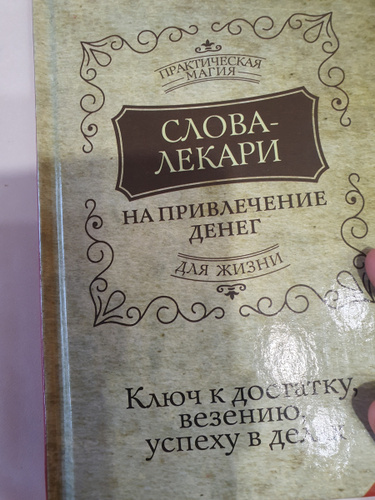 ПРАКТИЧЕСКАЯ
МАГИЯ
СЛОВА-
ЛЕКАРИ
НА ПРИВЛЕЧЕНИЕ
ДЕНЕГ
ДЛЯ ЖИЗНИ
Ключ к достатку,
везению,
успеху в